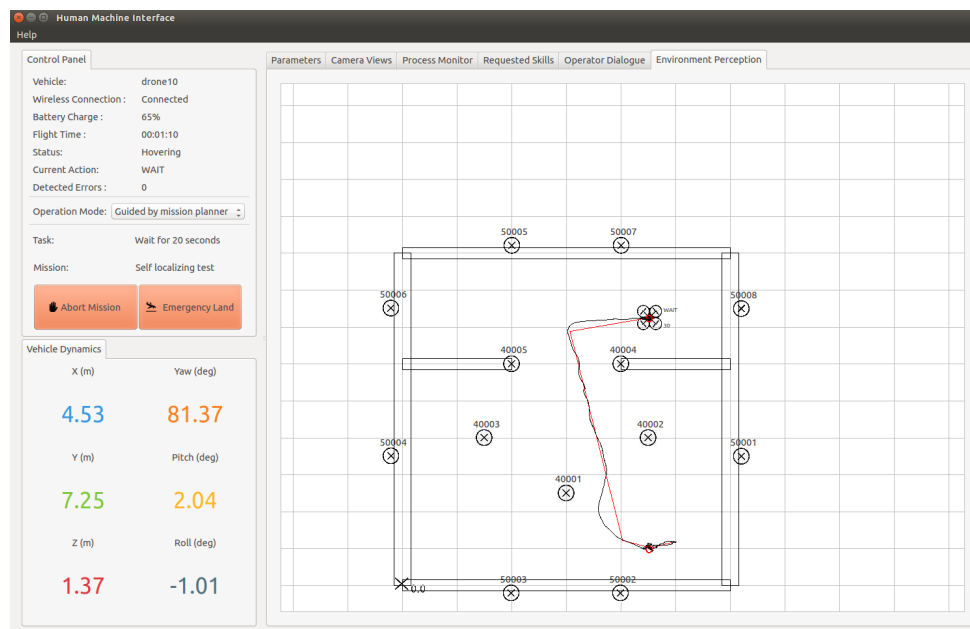 Human Machine Interface
Help
Control Panel
Vehicle: drone10
Wireless Connection : Connected
Battery Charge : 65%
Flight Time : 00:01:10
Status: Hovering
Current Action: WAIT
Detected Errors : 0
Operation Mode: Guided by mission planner
Task: Wait for 20 seconds
Mission: Self localizing test
Abort Mission Emergency Land
Vehicle Dynamics
X (m) Yaw (deg)
4.53 81.37
Y (m) Pitch (deg)
7.25 2.04
Z (m) Roll (deg)
1.37 -1.01
Parameters Camera Views Process Monitor Requested Skills Operator Dialogue Environment Perception
50005 50007
50006 50008
WAIT
30
40005 40004
40003 40002
50004 50001
40001
50003 50002
0,0